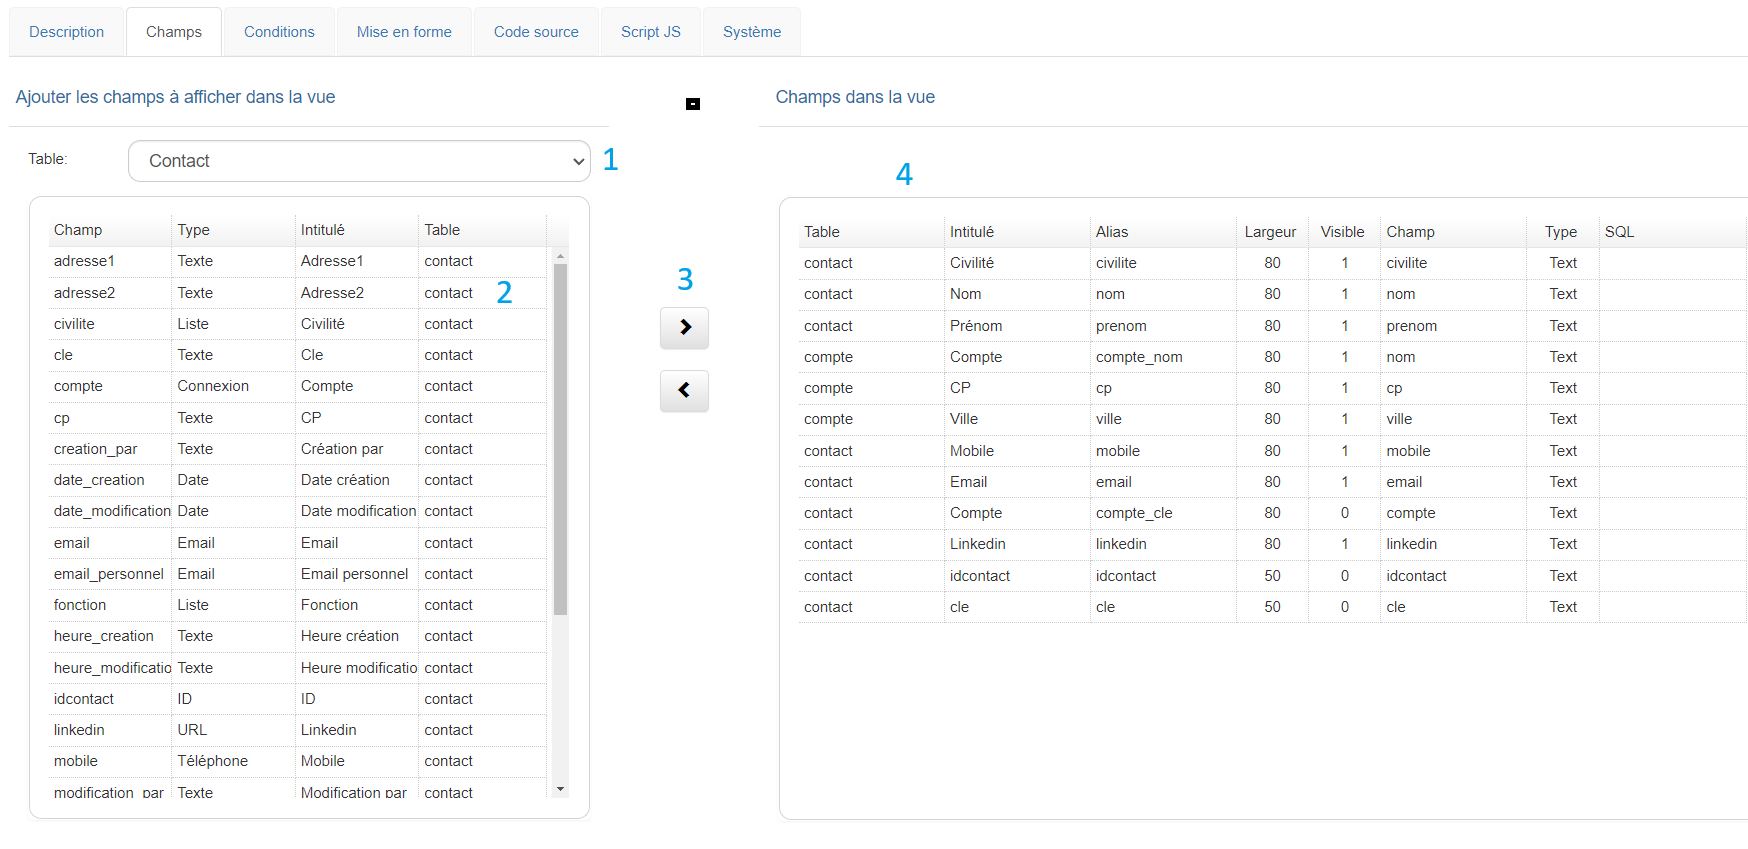 Description Champs Conditions Mise en forme Code source Script JS Système
Ajouter les champs à afficher dans la vue
Table: Contact 1
Champ Type Intitulé Table
adresse1 Texte Adresse1 contact
adresse2 Texte Adresse2 contact 2
civilite Liste Civilité contact
cle Texte Cle contact
compte Connexion Compte contact
cp Texte CP contact
creation_par Texte Création par contact
date_creation Date Date création contact
date_modification Date Date modification contact
email Email Email contact
email_personnel Email Email personnel contact
fonction Liste Fonction contact
heure_creation Texte Heure création contact
heure_modificatio Texte Heure modificatio contact
idcontact ID ID contact
linkedin URL Linkedin contact
mobile Téléphone Mobile contact
modification_par Texte Modification par contact
3
Champs dans la vue
4
Table Intitulé Alias Largeur Visible Champ Type SQL
contact Civilité civilite 80 1 civilite Text
contact Nom nom 80 1 nom Text
contact Prénom prenom 80 1 prenom Text
compte Compte compte_nom 80 1 nom Text
compte CP cp 80 1 cp Text
compte Ville ville 80 1 ville Text
contact Mobile mobile 80 1 mobile Text
contact Email email 80 1 email Text
contact Compte compte_cle 80 0 compte Text
contact Linkedin linkedin 80 1 linkedin Text
contact idcontact idcontact 50 0 idcontact Text
contact cle cle 50 0 cle Text